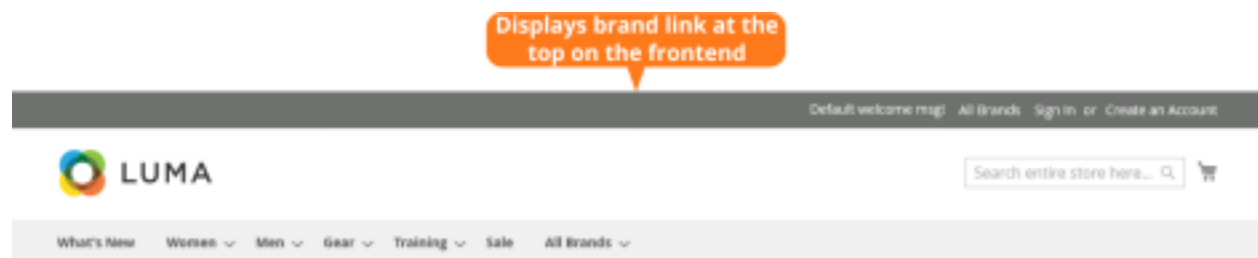 Displays brand link at the
top on the frontend
Default welcome msg! All Brands Sign In or Create an Account
LUMA
Search entire store here...
What's New Women Men Gear Training Sale All Brands